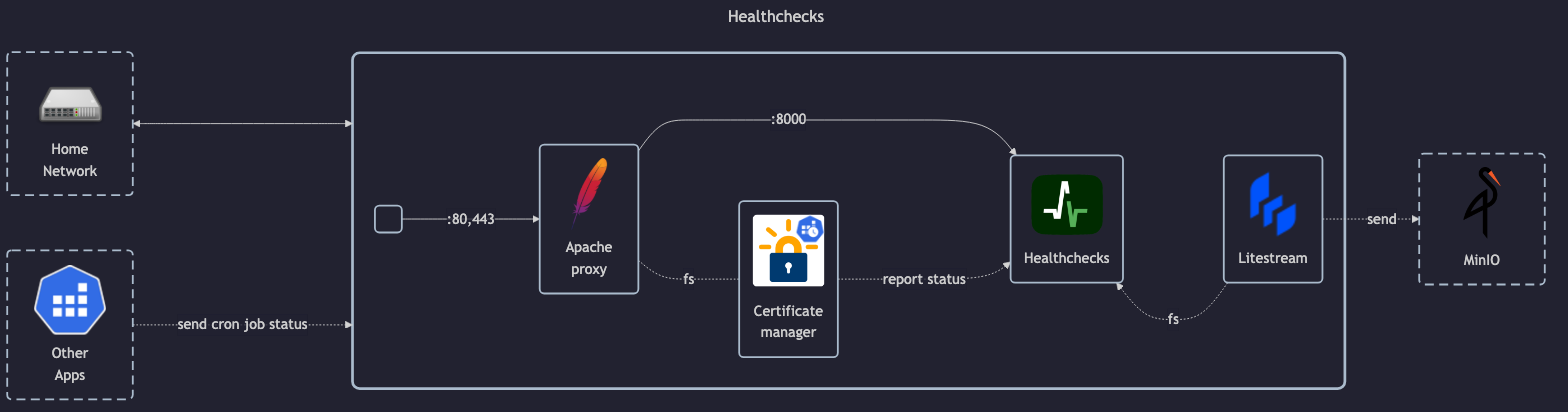 Healthchecks
Home
Network
:8000
:80,443
Apache
proxy
Healthchecks
Litestream
send
MinIO
fs
Certificate
manager
report status
fs
send cron job status
Other
Apps